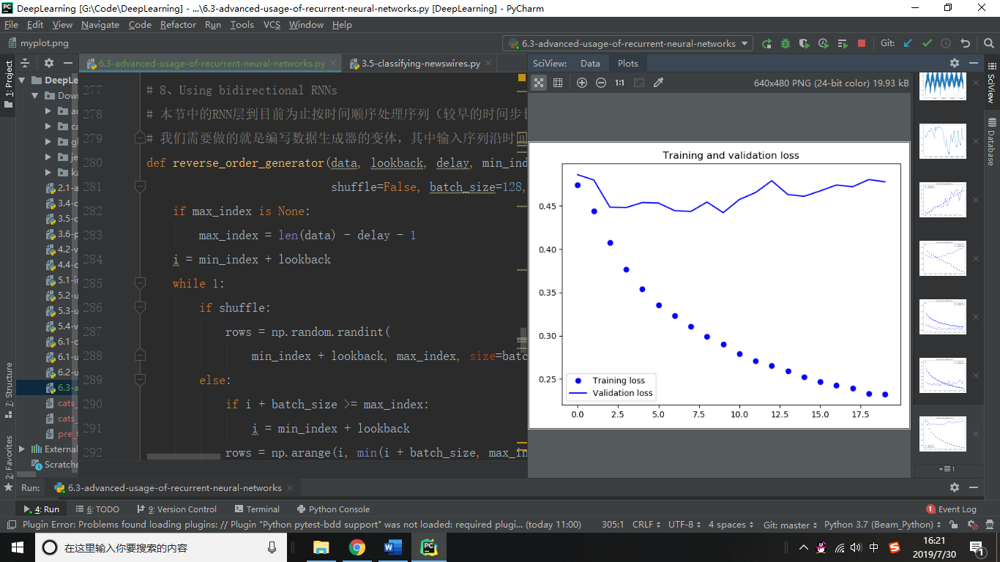 DeepLearning [G:\Code\DeepLearning] - ...\6.3-advanced-usage-of-recurrent-neural-networks.py [DeepLearning] - PyCharm
File Edit View Navigate Code Refactor Run Tools VCS Window Help
myplot.png
6.3-advanced-usage-of-recurrent-neural-networks
Git:
1: Project
6.3-advanced-usage-of-recurrent-neural-networks.py
3.5-classifying-newswires.py
SciView: Data Plots
1:1
640x480 PNG (24-bit color) 19.93 kB
DeepLe
Dow
2.1-a
3.4-c
3.5-c
3.6-p
4.2-v
4.4-c
5.1-in
5.2-u
5.3-u
5.4-v
6.1-c
6.1-u
6.2-u
6.3-a
cats_
cats_
pre_t
External
Scratche
277 # 8、Using bidirectional RNNs
278 # 本节中的RNN层到目前为止按时间顺序处理序列（较早的时间步
279 # 我们需要做的就是编写数据生成器的变体，其中输入序列沿时间
280 def reverse_order_generator(data, lookback, delay, min_ind
281 shuffle=False, batch_size=128,
282 if max_index is None:
283 max_index = len(data) - delay - 1
284 i = min_index + lookback
285 while 1:
286 if shuffle:
287 rows = np.random.randint(
288 min_index + lookback, max_index, size=batc
289 else:
290 if i + batch_size >= max_index:
291 i = min_index + lookback
292 rows = np.arange(i, min(i + batch_size, max_in
Training and validation loss
0.45
0.40
0.35
0.30
0.25
Training loss
Validation loss
0.0 2.5 5.0 7.5 10.0 12.5 15.0 17.5
1
SciView
Database
7: Structure
2: Favorites
Run: 6.3-advanced-usage-of-recurrent-neural-networks
4: Run 6: TODO 9: Version Control Terminal Python Console
1 Event Log
Plugin Error: Problems found loading plugins: // Plugin "Python pytest-bdd support" was not loaded: required plugi... (today 11:00)
305:1 CRLF UTF-8 4 spaces Git: master Python 3.7 (Beam_Python)
在这里输入你要搜索的内容
中
16:21
2019/7/30
1